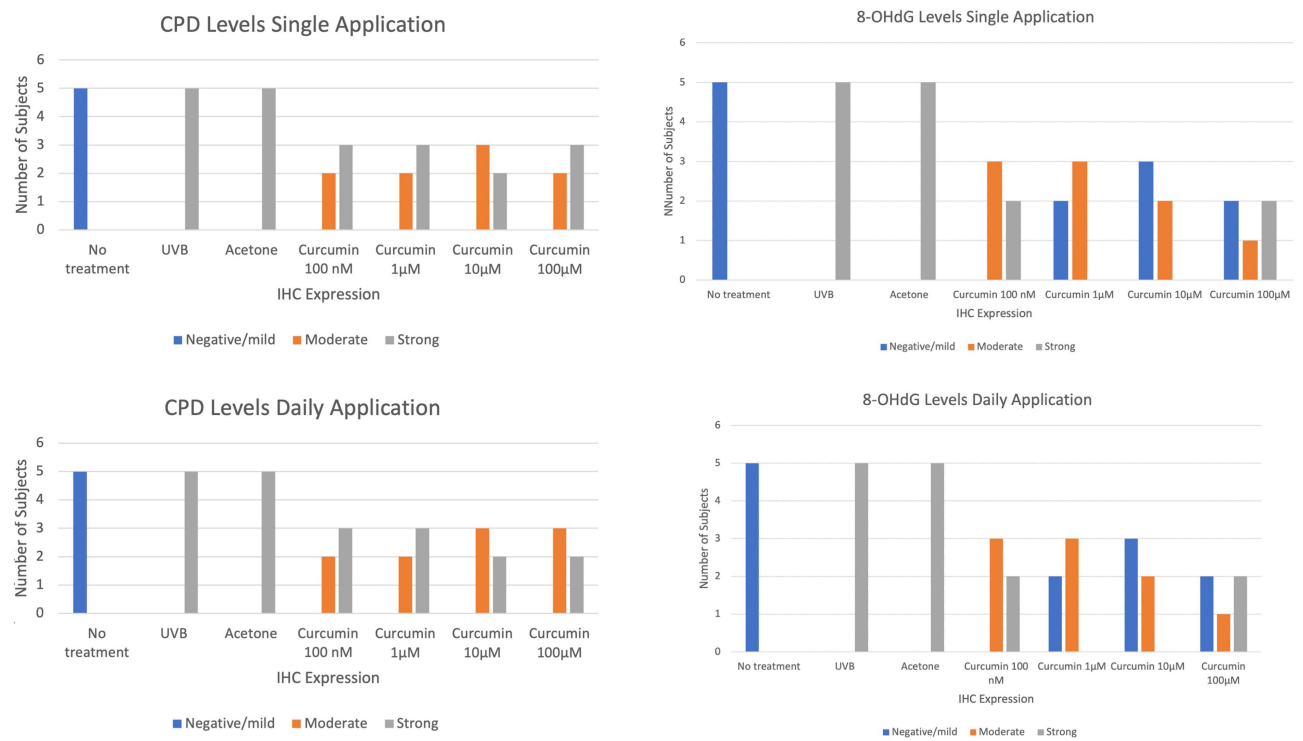 CPD Levels Single Application
Number of Subjects
6
5
4
3
2
1
0
No treatment
UVB
Acetone
Curcumin 100 nM
Curcumin 1μM
Curcumin 10μM
Curcumin 100μM
IHC Expression
Negative/mild Moderate Strong
8-OHdG Levels Single Application
NNumber of Subjects
6
5
4
3
2
1
0
No treatment UVB Acetone Curcumin 100 nM Curcumin 1μM Curcumin 10μM Curcumin 100μM
IHC Expression
Negative/mild Moderate Strong
CPD Levels Daily Application
Number of Subjects
6
5
4
3
2
1
0
No treatment
UVB
Acetone
Curcumin 100 nM
Curcumin 1μM
Curcumin 10μM
Curcumin 100μM
IHC Expression
Negative/mild Moderate Strong
8-OHdG Levels Daily Application
Number of Subjects
6
5
4
3
2
1
0
No treatment
UVB
Acetone
Curcumin 100 nM
Curcumin 1μM
Curcumin 10μM
Curcumin 100μM
IHC Expression
Negative/mild Moderate Strong